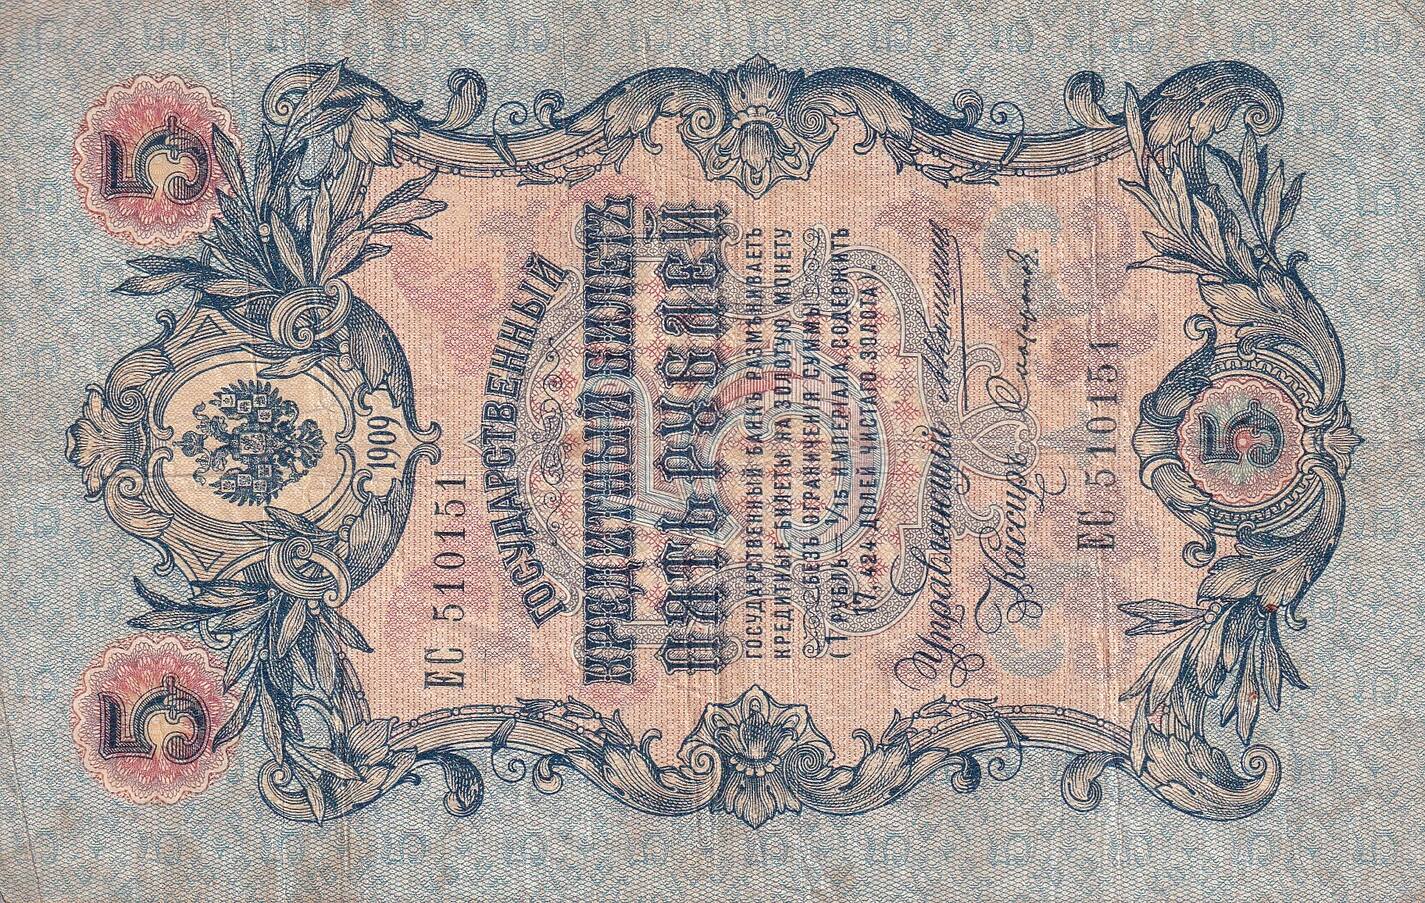 5 5
1909
ЕС 510151
ГОСУДАРСТВЕННЫЙ
КРЕДИТНЫЙ БИЛЕТЪ
ПЯТЬ РУБЛЕЙ
ГОСУДАРСТВЕННЫЙ БАНКЪ РАЗМѢНИВАЕТЪ
КРЕДИТНЫЕ БИЛЕТЫ НА ЗОЛОТУЮ МОНЕТУ
БЕЗЪ ОГРАНИЧЕНІЯ СУММЫ
(1 РУБЛЬ = 1/15 ИМПЕРІАЛА, СОДЕРЖИТЪ
17,424 ДОЛЕЙ ЧИСТАГО ЗОЛОТА).
Управляющій
Кассиръ
ЕС 510151
5